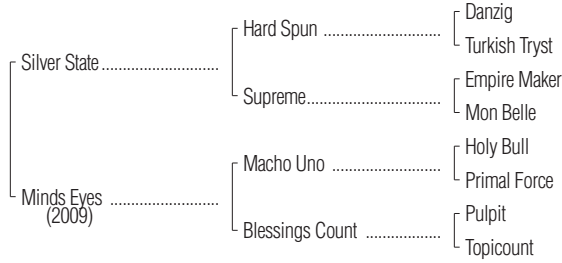 Danzig
Hard Spun ........................
Turkish Tryst
Silver State........................
Empire Maker
Supreme...........................
Mon Belle
Holy Bull
Macho Uno ......................
Primal Force
Minds Eyes ......................
(2009)
Pulpit
Blessings Count ...............
Topicount